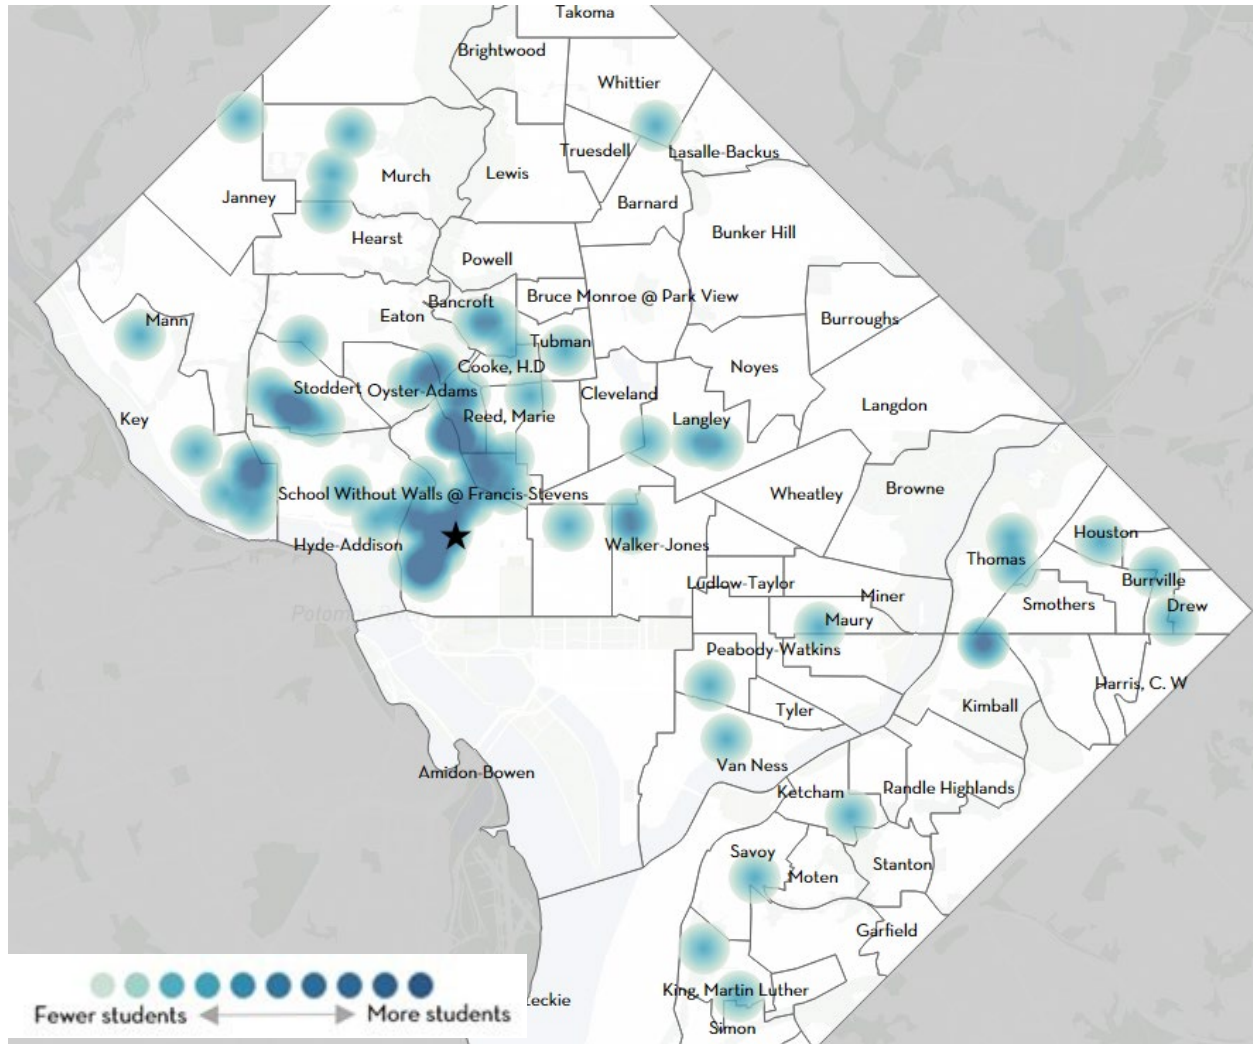 Takoma
Brightwood
Whittier
Truesdell
Lasalle-Backus
Murch
Lewis
Janney
Barnard
Hearst
Bunker Hill
Powell
Bancroft
Bruce Monroe @ Park View
Eaton
Mann
Burroughs
Tubman
Cooke, H.D
Noyes
Stoddert
Oyster-Adams
Cleveland
Key
Reed, Marie
Langley
Langdon
School Without Walls @ Francis-Stevens
Wheatley
Browne
Hyde-Addison
Walker-Jones
Houston
Thomas
Ludlow-Taylor
Burrville
Miner
Smothers
Drew
Potomac River
Maury
Peabody-Watkins
Harris, C. W
Tyler
Kimball
Van Ness
Amidon-Bowen
Ketcham
Randle Highlands
Savoy
Moten
Stanton
Garfield
King, Martin Luther
Leckie
Simon
Fewer students
More students